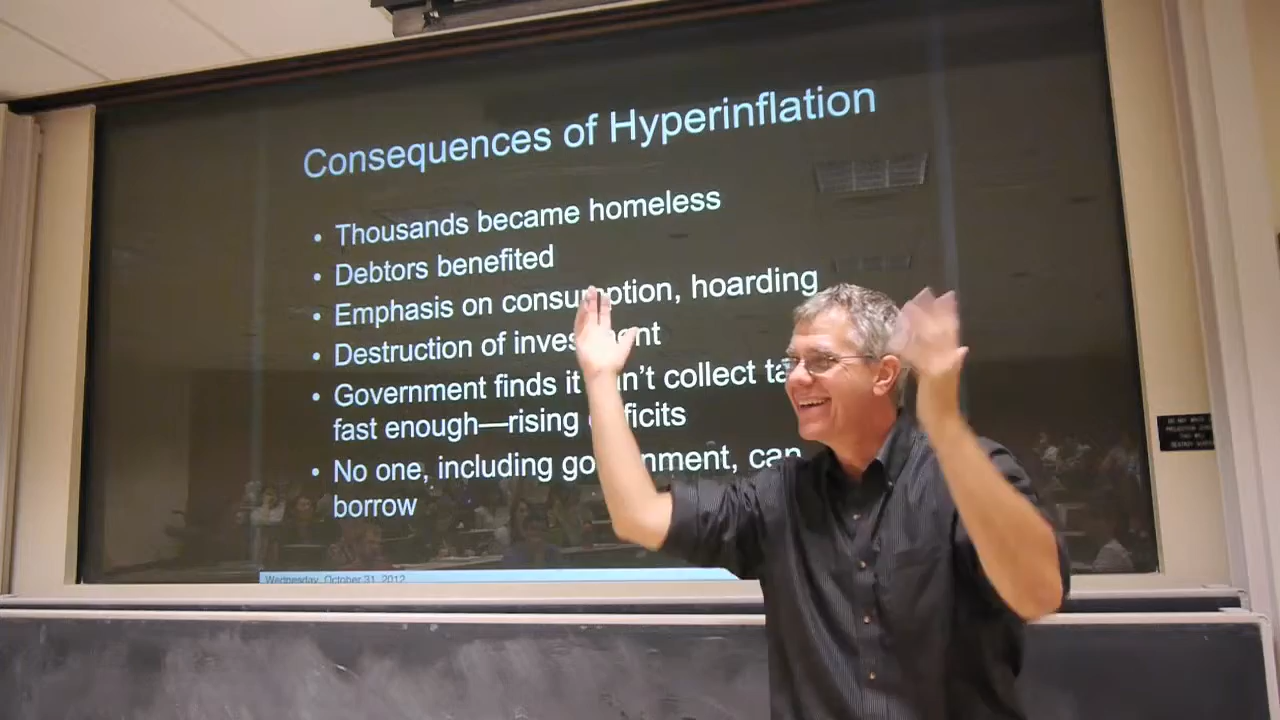 Consequences of Hyperinflation
• Thousands became homeless
• Debtors benefited
• Emphasis on consumption, hoarding
• Destruction of investment
• Government finds it can't collect
fast enough—rising deficits
• No one, including government, can
borrow
Wednesday, October 31, 2012